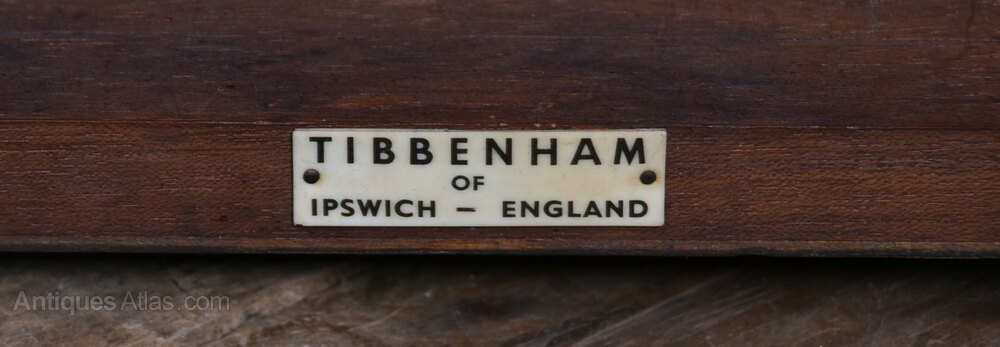 TIBBENHAM
OF
IPSWICH – ENGLAND
AntiquesAtlas.com